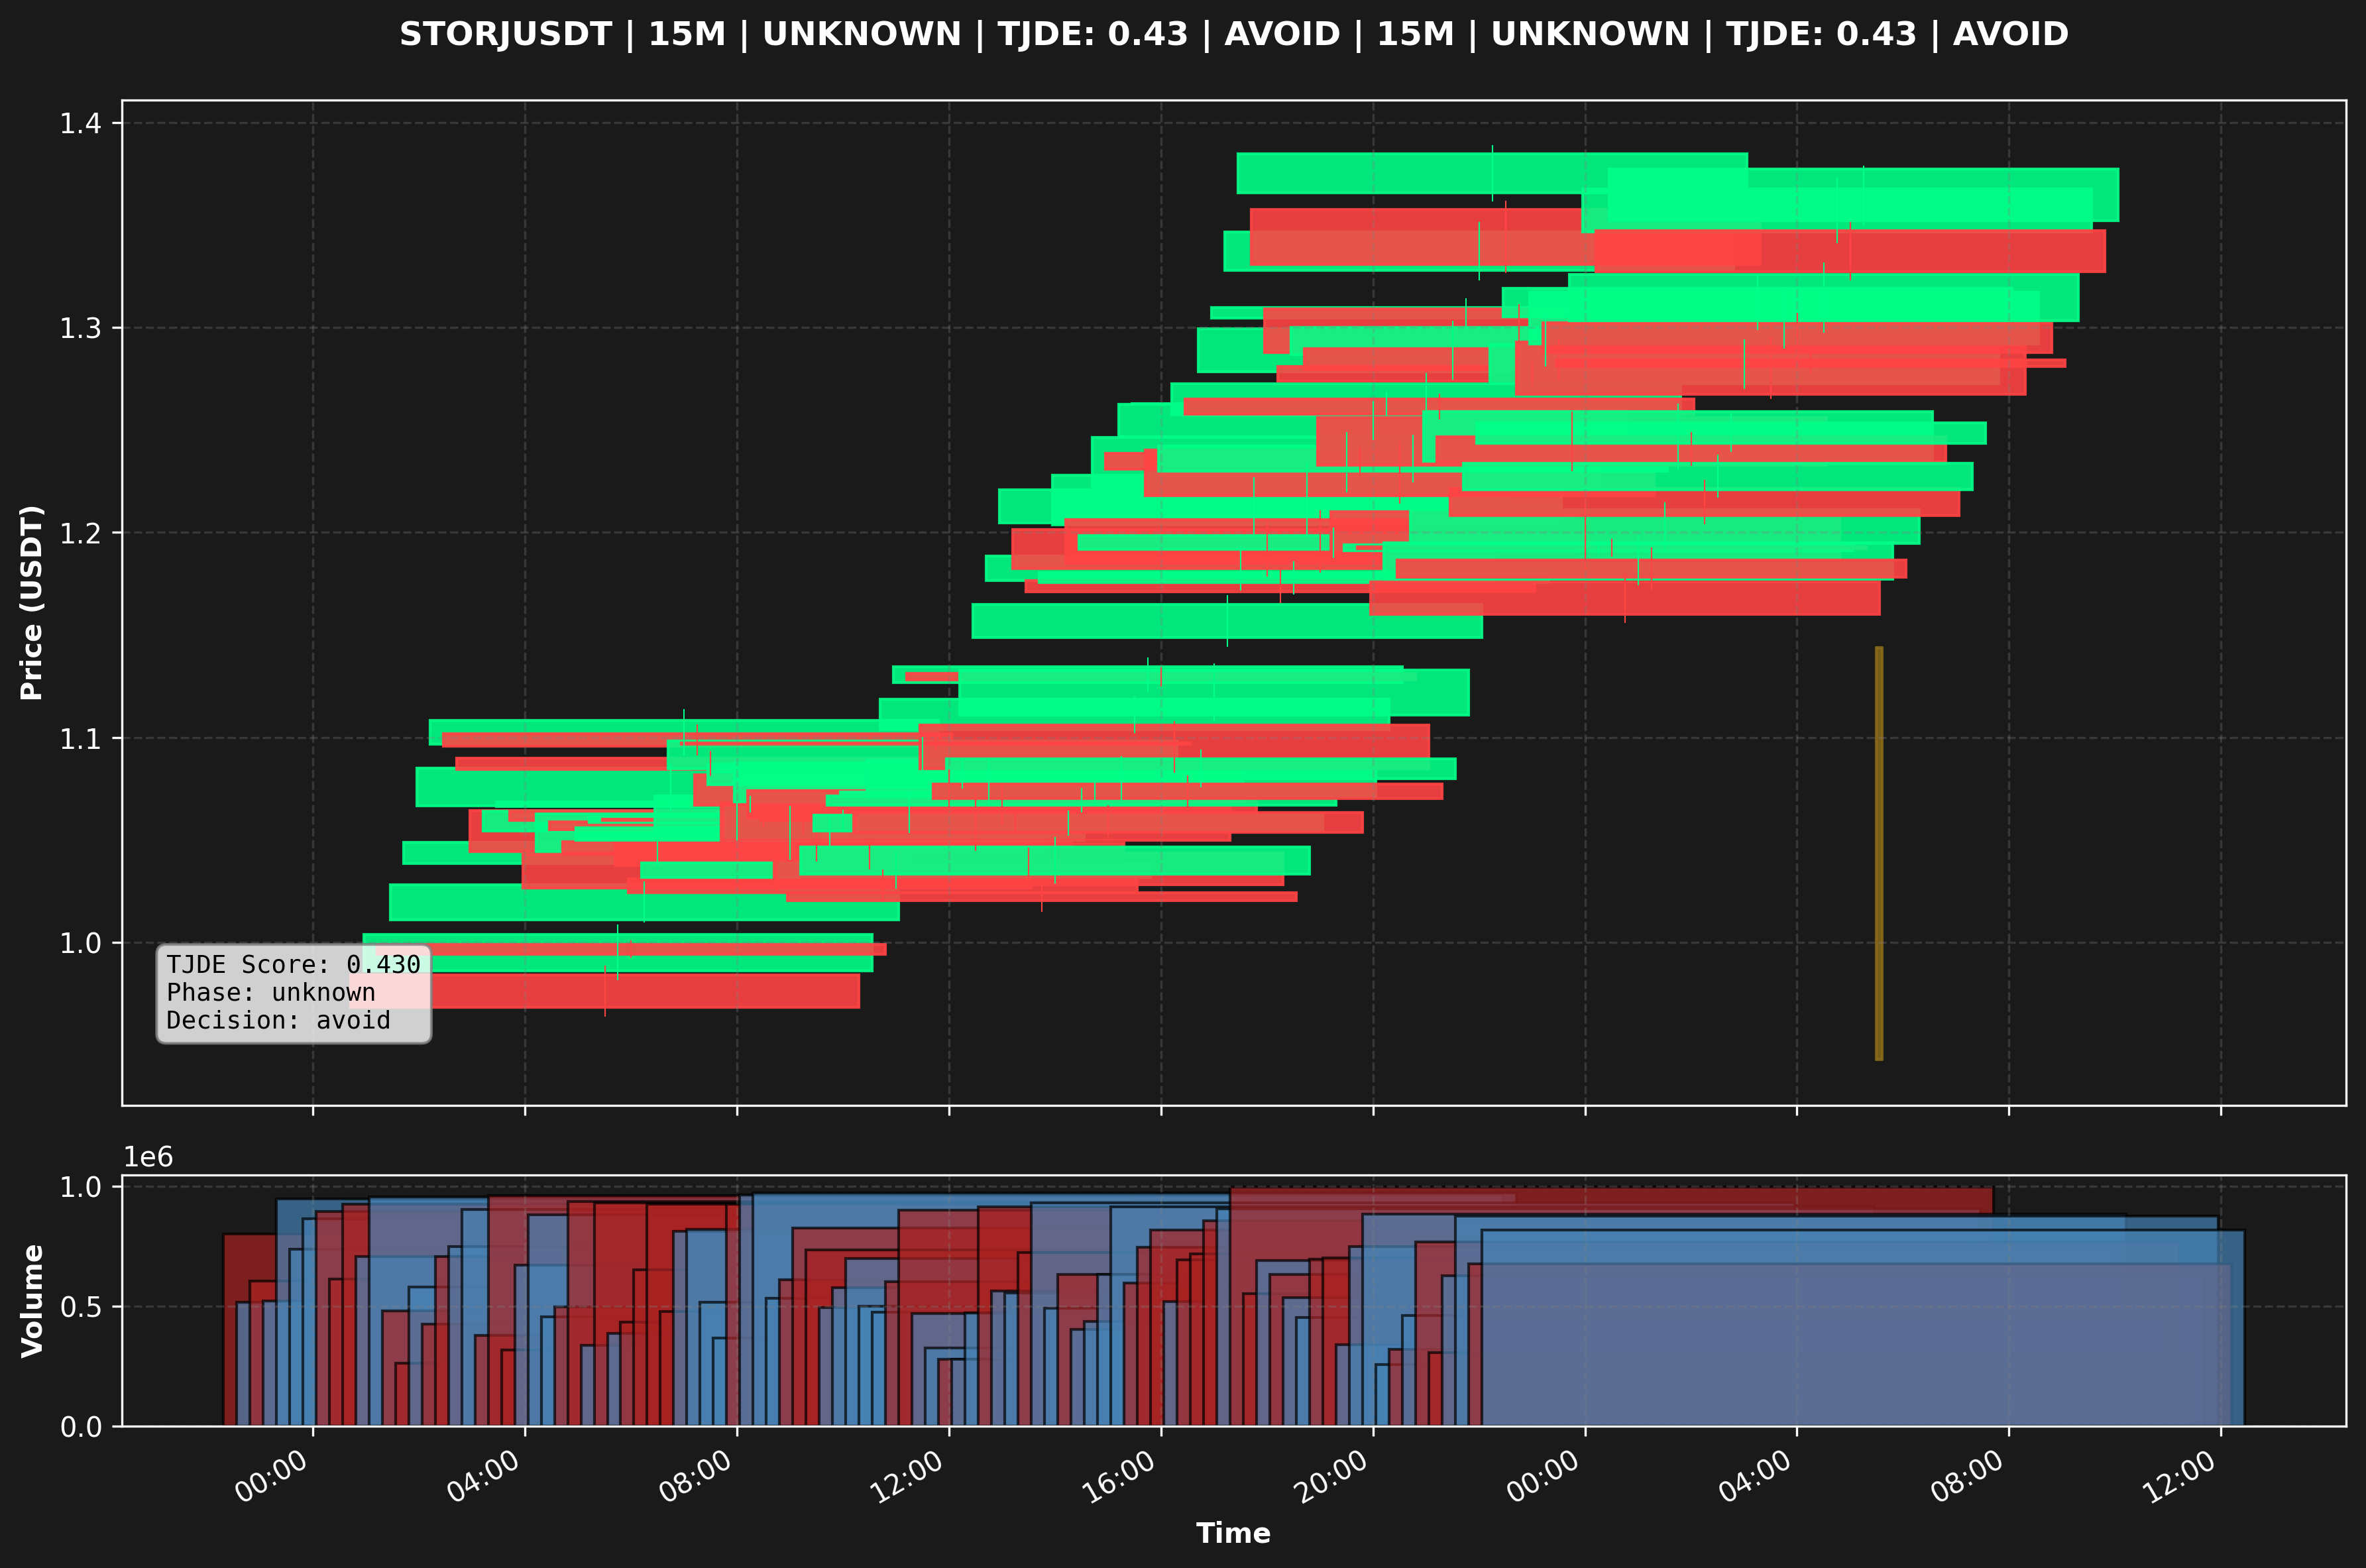 STORJUSDT | 15M | UNKNOWN | TJDE: 0.43 | AVOID | 15M | UNKNOWN | TJDE: 0.43 | AVOID
1.4
1.3
1.2
1.1
1.0
Price (USDT)
TJDE Score: 0.430
Phase: unknown
Decision: avoid
1e6
1.0
0.5
0.0
Volume
00:00
04:00
08:00
12:00
16:00
20:00
00:00
04:00
08:00
12:00
Time